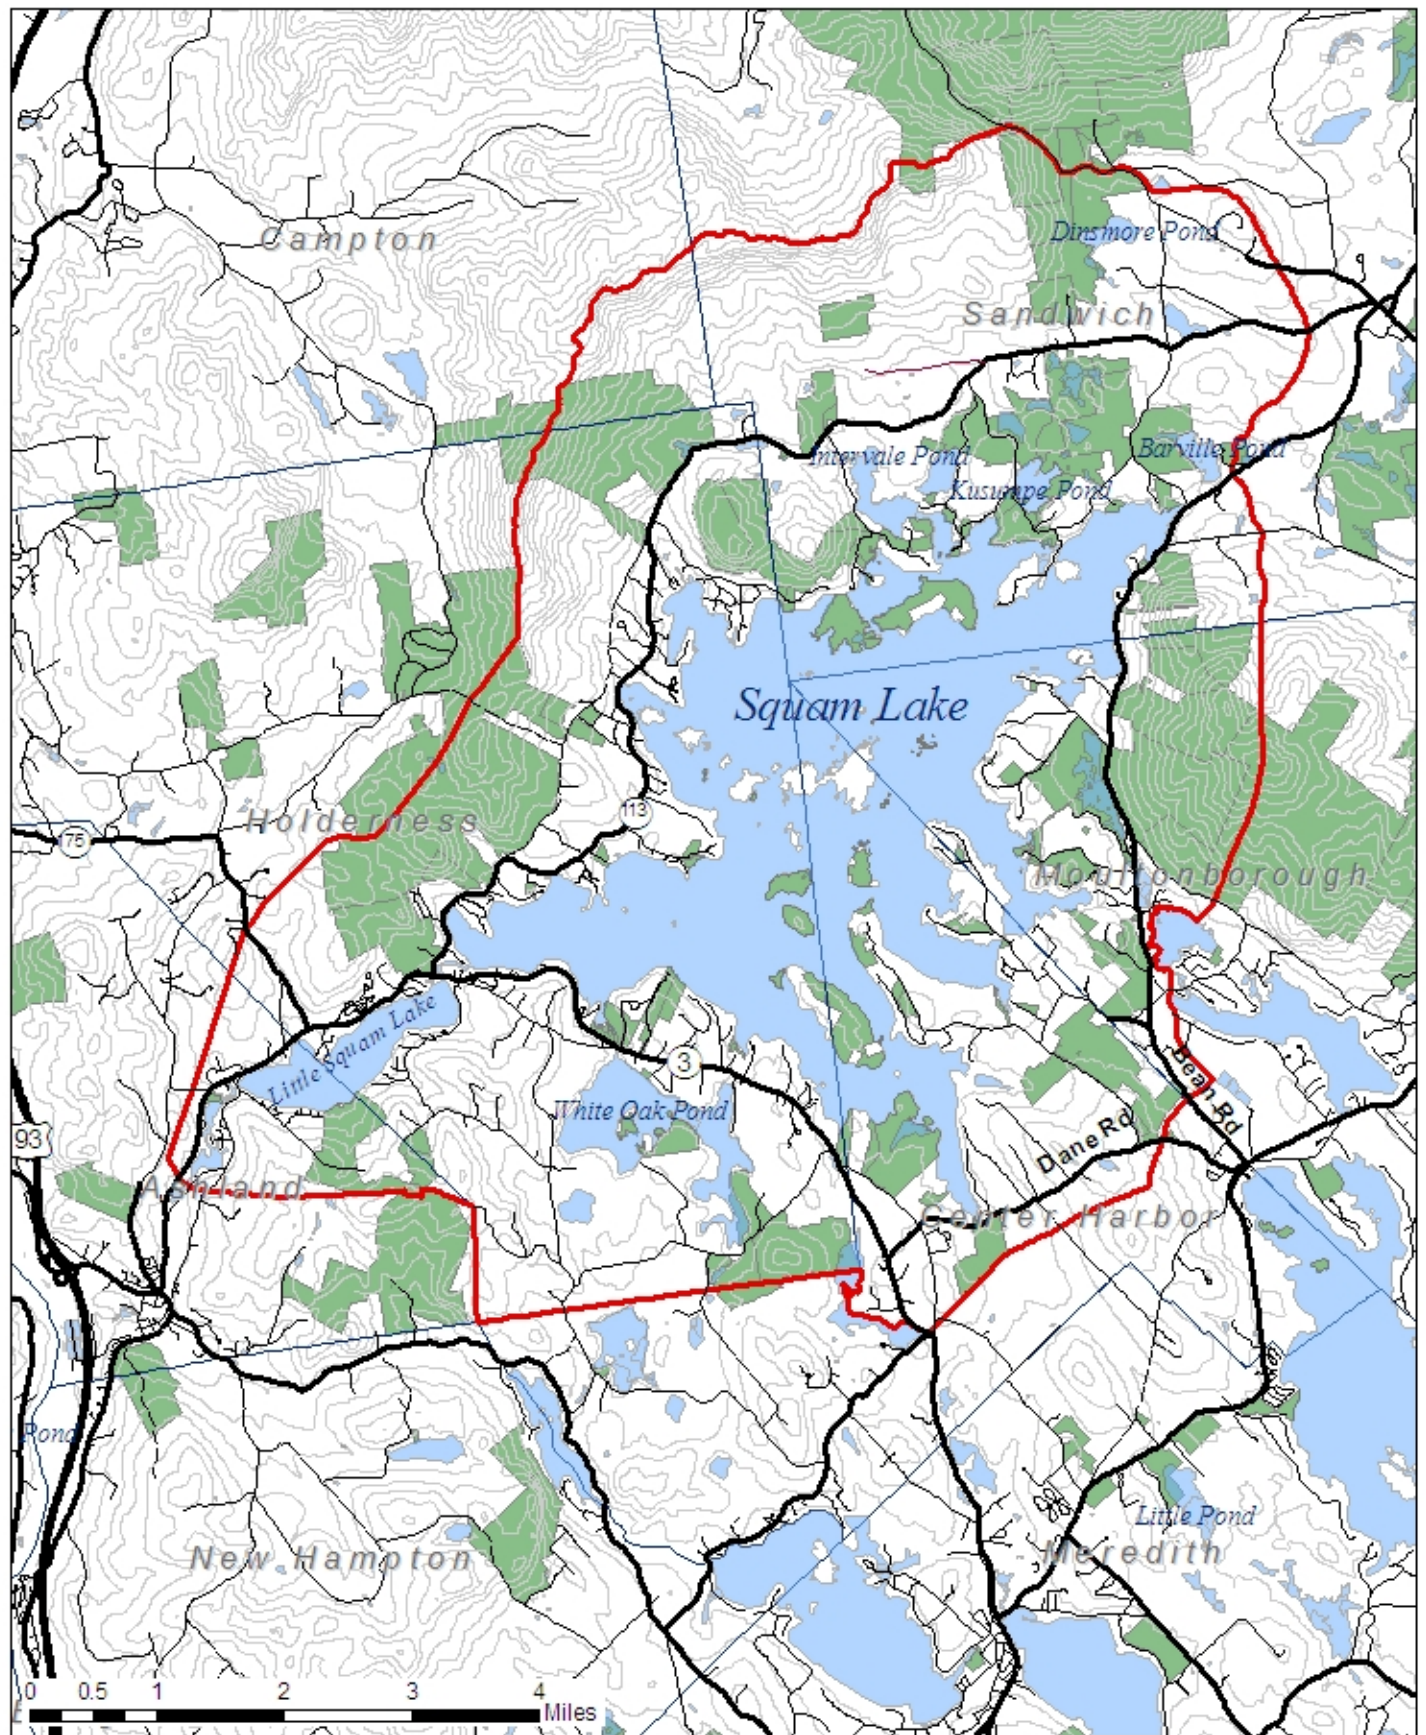 Campton
Dinsmore Pond
Sandwich
Intervale Pond
Barville Pond
Kusumpe Pond
Squam Lake
Holderness
113
175
Moultonborough
Little Squam Lake
3
White Oak Pond
Bean Rd
Dane Rd
93
Ashland
Center Harbor
Pond
Little Pond
New Hampton
Meredith
0 0.5 1 2 3 4
Miles